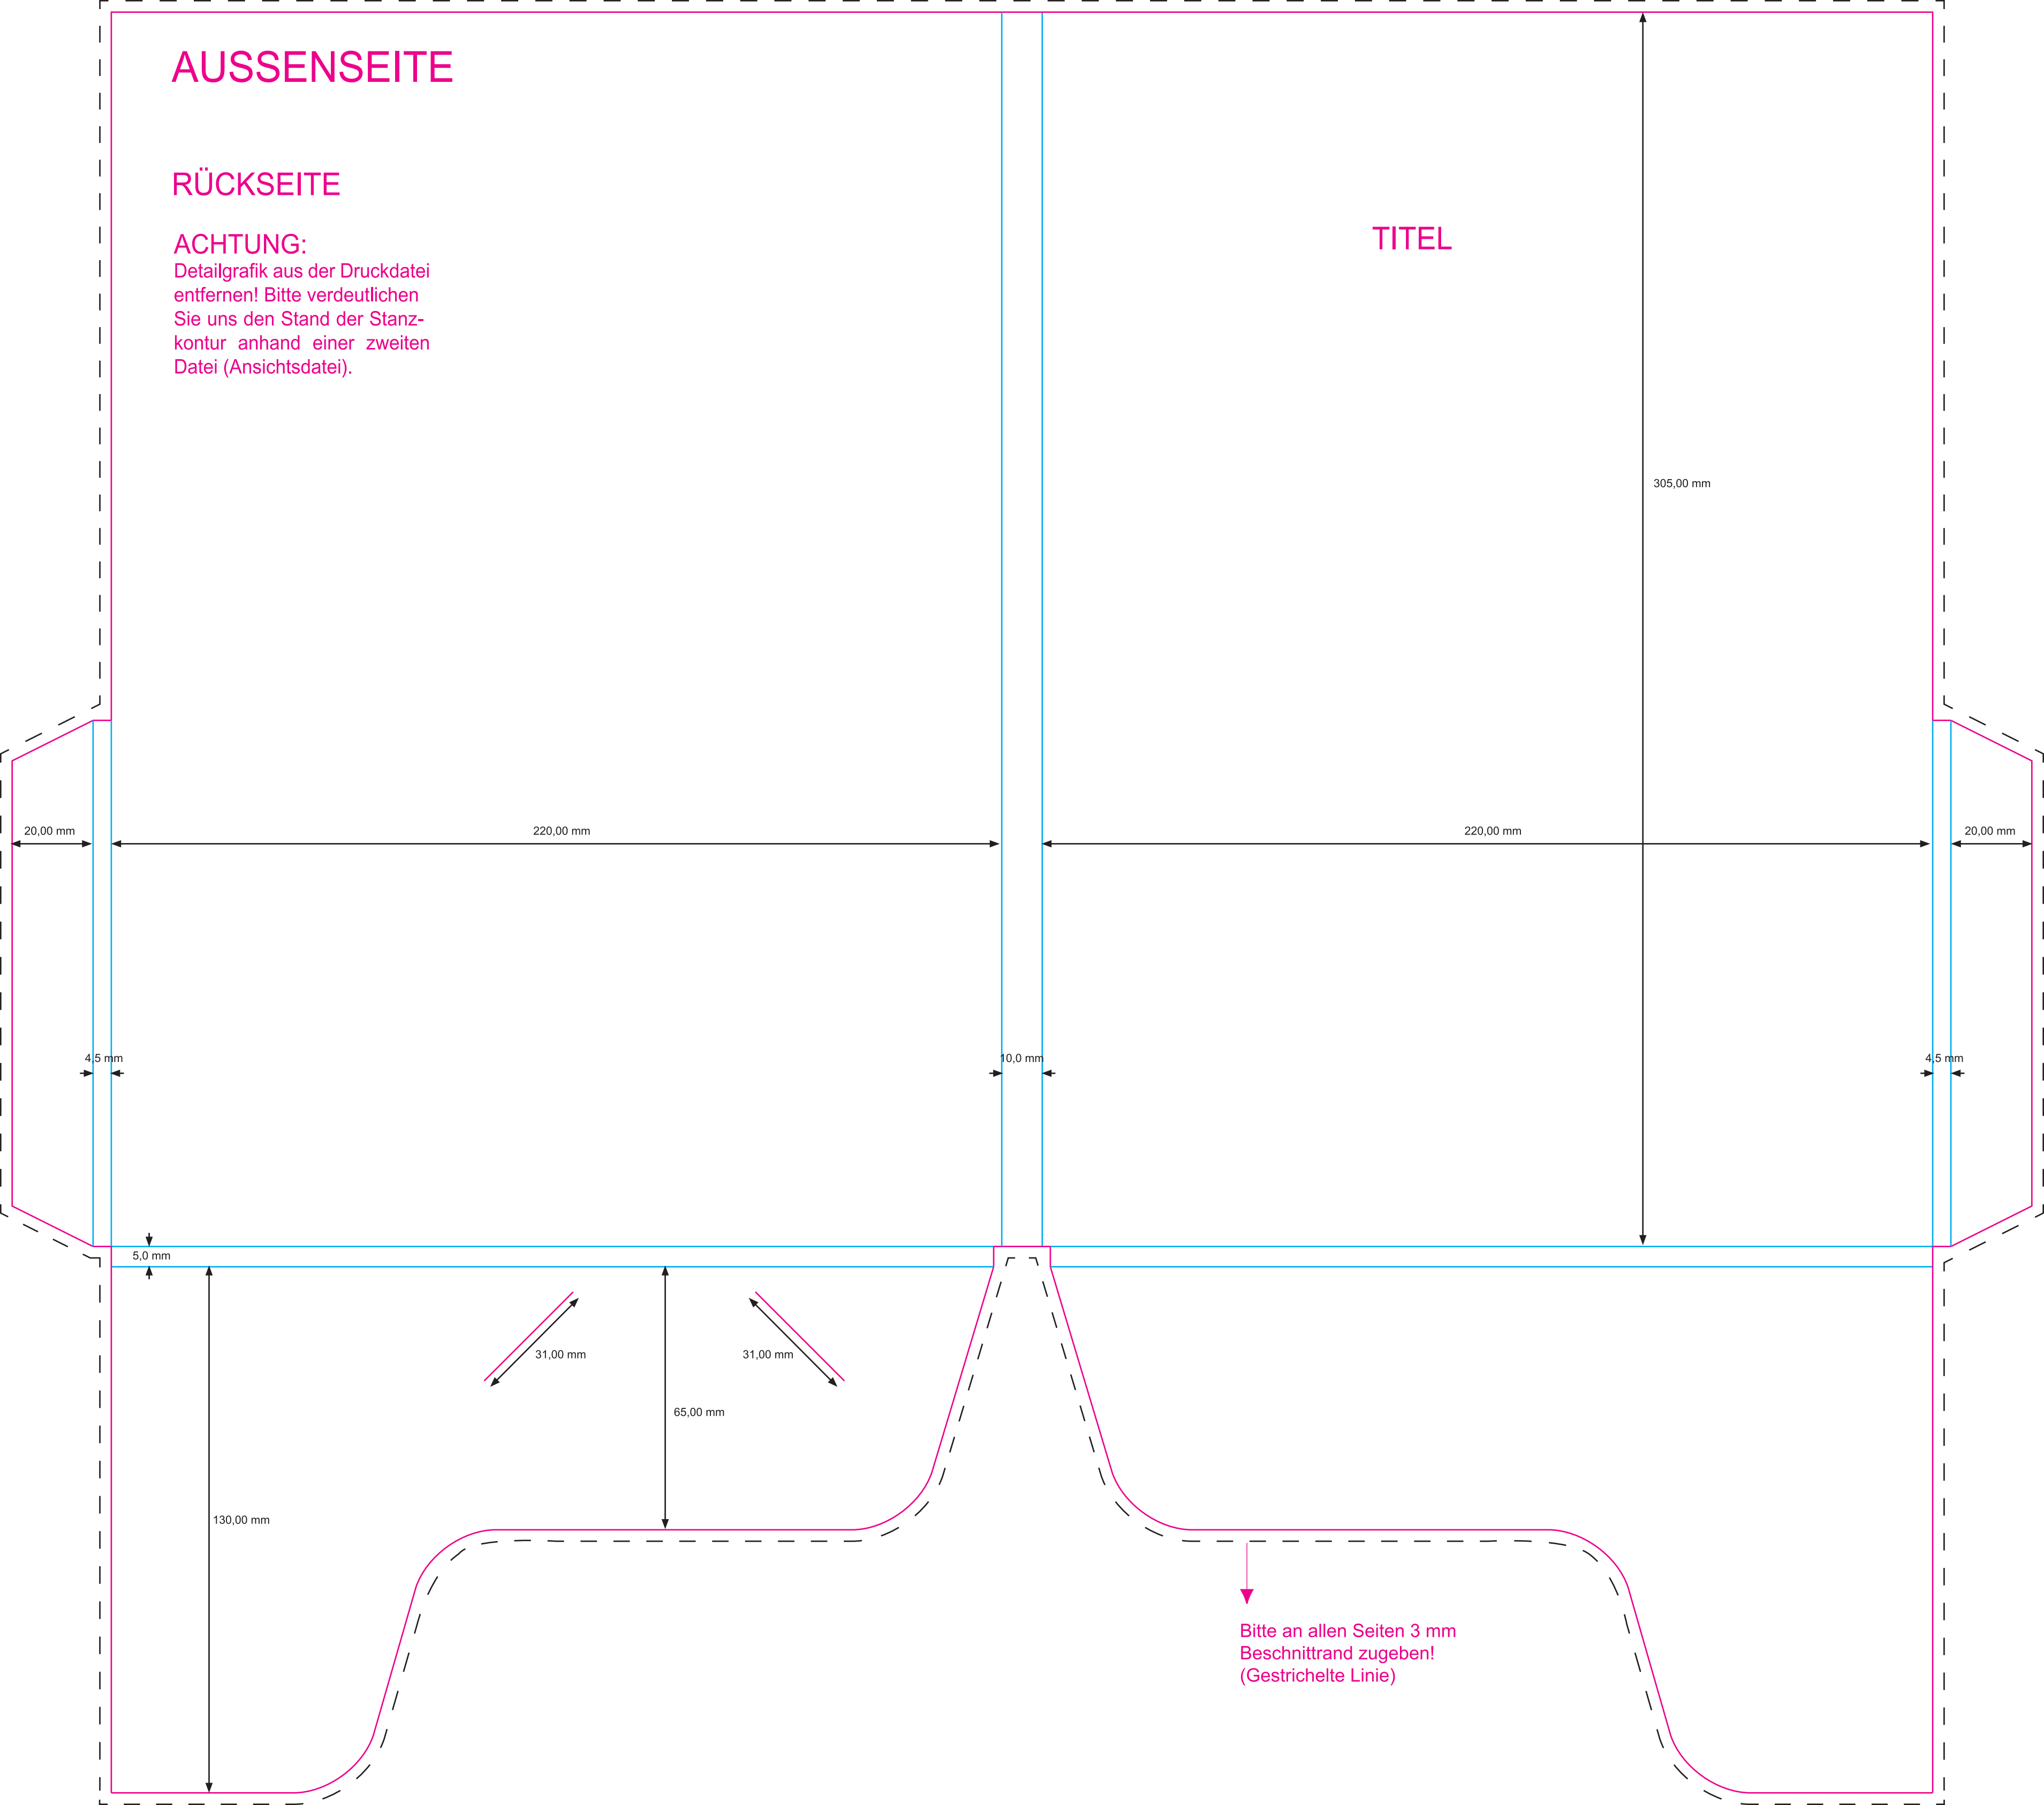 AUSSENSEITE
RÜCKSEITE
ACHTUNG:
Detailgrafik aus der Druckdatei
entfernen! Bitte verdeutlichen
Sie uns den Stand der Stanz-
kontur anhand einer zweiten
Datei (Ansichtsdatei).
TITEL
305,00 mm
20,00 mm
220,00 mm
220,00 mm
20,00 mm
4,5 mm
10,0 mm
4,5 mm
5,0 mm
31,00 mm
31,00 mm
65,00 mm
130,00 mm
Bitte an allen Seiten 3 mm
Beschnittrand zugeben!
(Gestrichelte Linie)